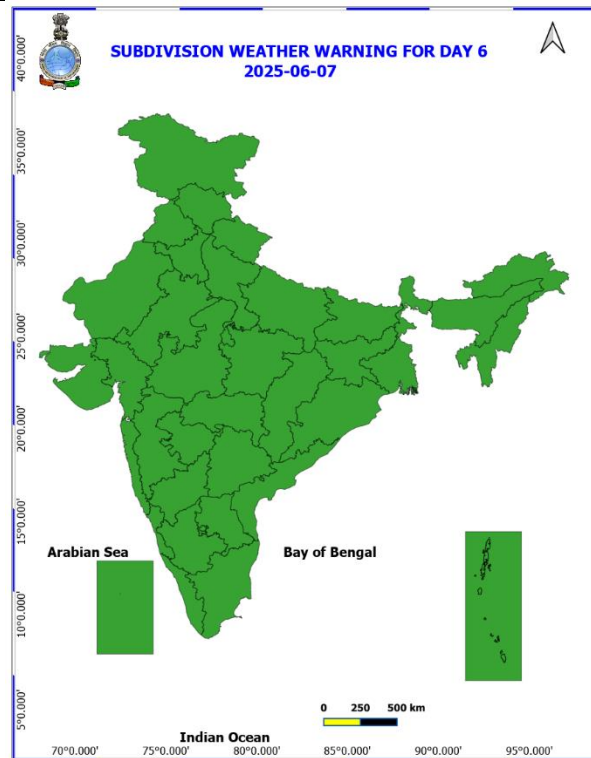 SUBDIVISION WEATHER WARNING FOR DAY 6
2025-06-07
40°0.000'
35°0.000'
30°0.000'
25°0.000'
20°0.000'
15°0.000'
10°0.000'
5°0.000'
Arabian Sea
Bay of Bengal
0 250 500 km
Indian Ocean
70°0.000' 75°0.000' 80°0.000' 85°0.000' 90°0.000' 95°0.000'